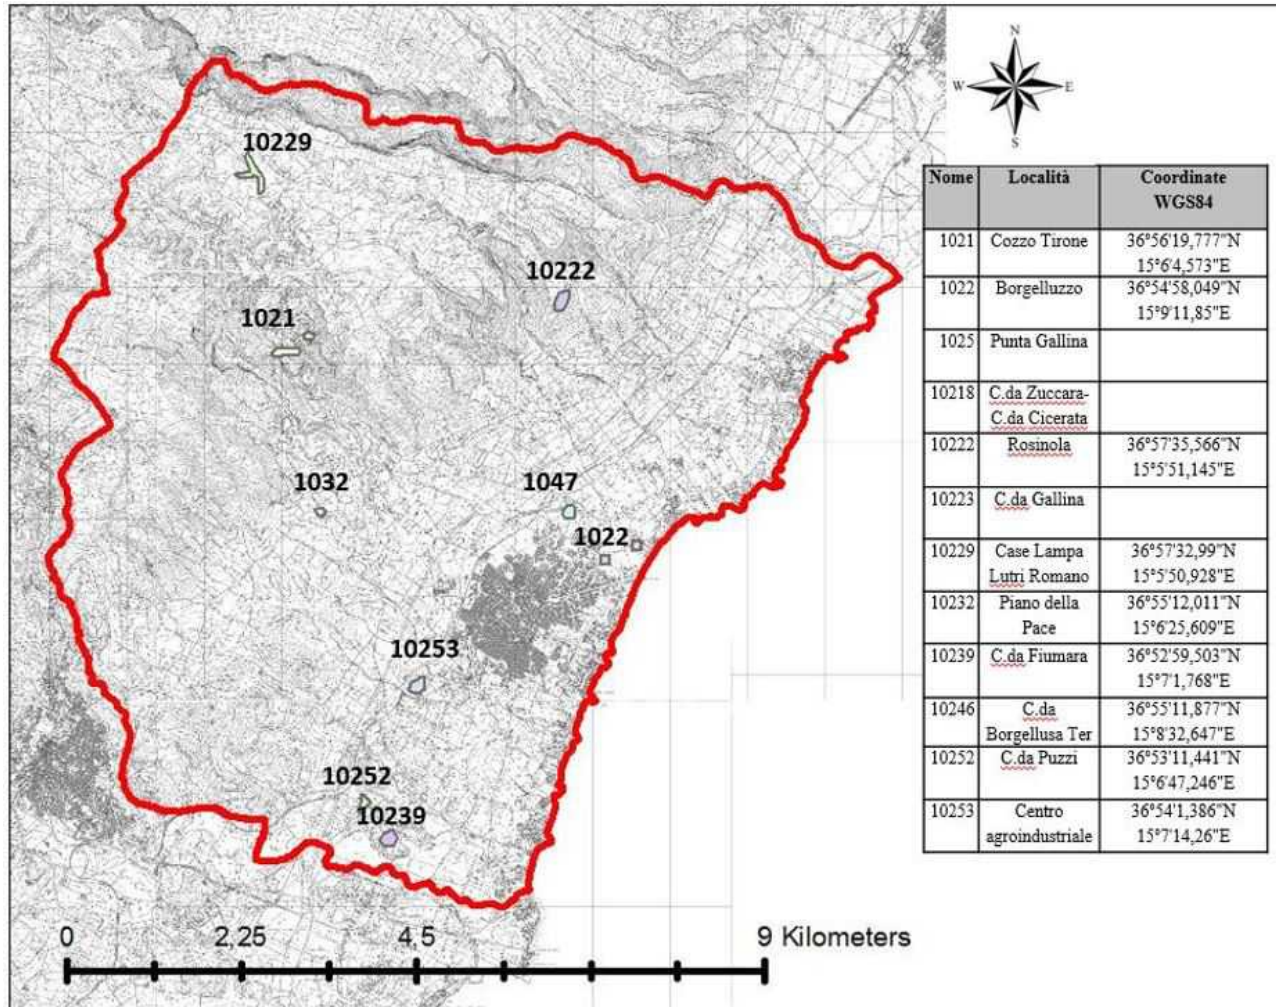 N
W E
S
10229
10222
1021
1032
1047
1022
10253
10252
10239
0 2,25 4,5 9 Kilometers
Nome Località Coordinate
WGS84
1021 Cozzo Tirone 36°56'19,777"N
15°6'4,573"E
1022 Borgelluzzo 36°54'58,049"N
15°9'11,85"E
1025 Punta Gallina
10218 C.da Zuccara-
C.da Cicerata
10222 Rosinola 36°57'35,566"N
15°5'51,145"E
10223 C.da Gallina
10229 Case Lampa 36°57'32,99"N
Lutri Romano 15°5'50,928"E
10232 Piano della 36°55'12,011"N
Pace 15°6'25,609"E
10239 C.da Fiumara 36°52'59,503"N
15°7'1,768"E
10246 C.da 36°55'11,877"N
Borgellusa Ter 15°8'32,647"E
10252 C.da Puzzi 36°53'11,441"N
15°6'47,246"E
10253 Centro 36°54'1,386"N
agroindustriale 15°7'14,26"E